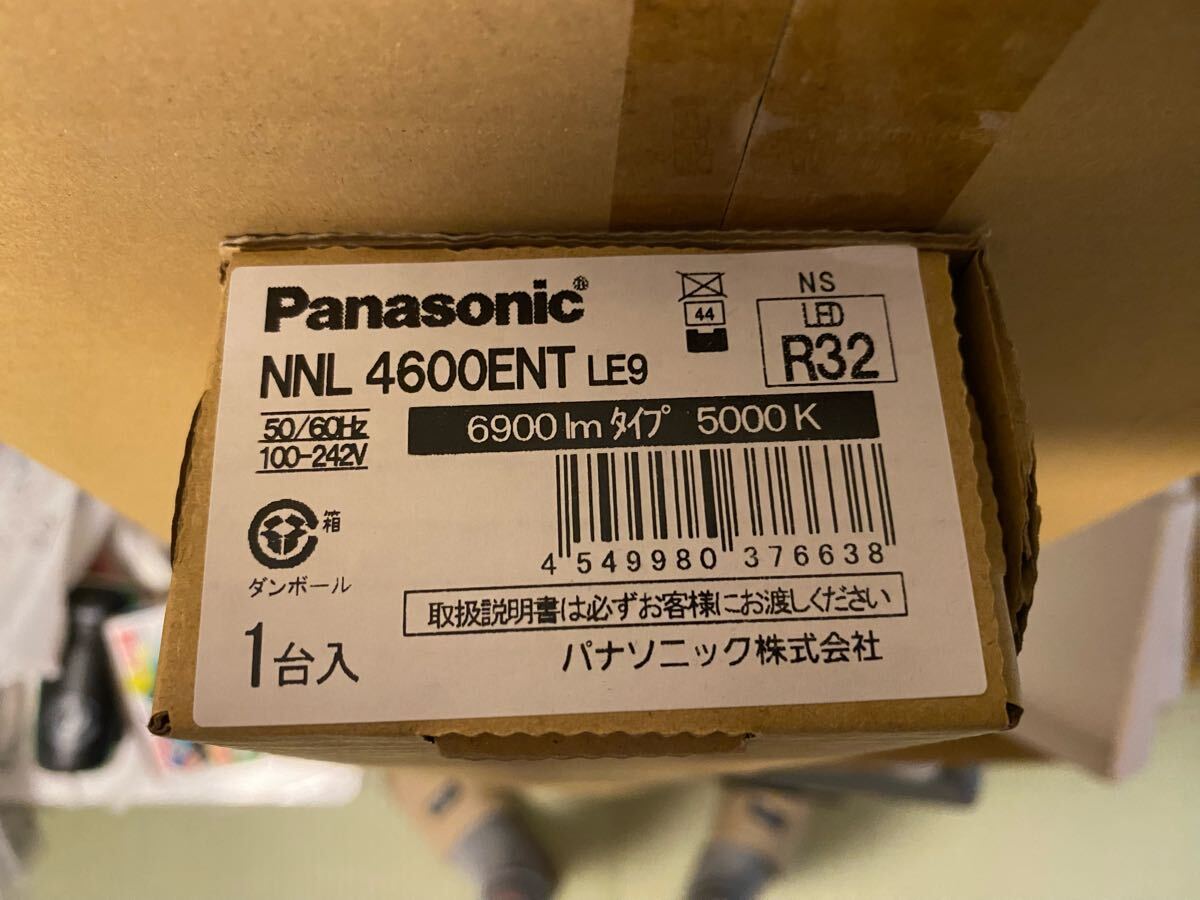 Panasonic
NNL 4600ENT LE9
44
NS
LED
R32
50/60Hz
100-242V
6900 lm タイプ 5000K
4 549980 376638
箱
ダンボール
取扱説明書は必ずお客様にお渡しください
1台入
パナソニック株式会社